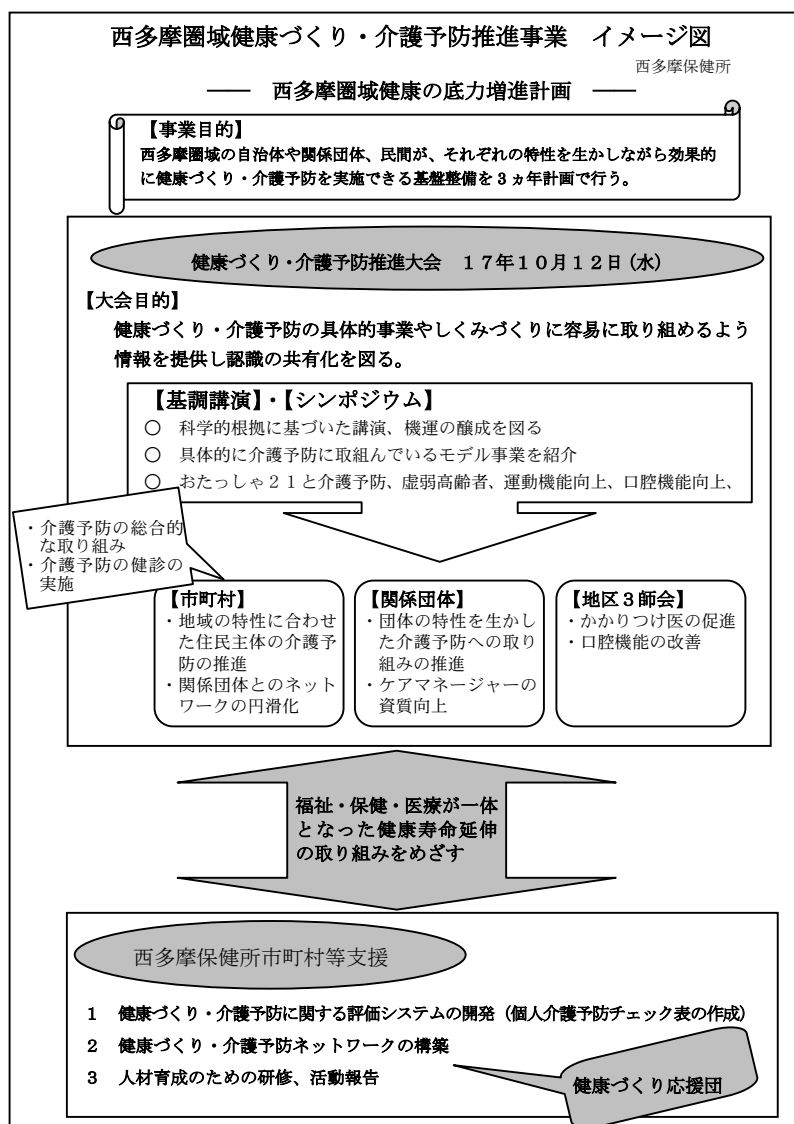 西多摩圏域健康づくり・介護予防推進事業　イメージ図
西多摩保健所
――　西多摩圏域健康の底力増進計画　――
【事業目的】
西多摩圏域の自治体や関係団体、民間が、それぞれの特性を生かしながら効果的
に健康づくり・介護予防を実施できる基盤整備を３ヵ年計画で行う。
健康づくり・介護予防推進大会　１７年１０月１２日（水）
【大会目的】
健康づくり・介護予防の具体的事業やしくみづくりに容易に取り組めるよう
情報を提供し認識の共有化を図る。
【基調講演】・【シンポジウム】
○　科学的根拠に基づいた講演、機運の醸成を図る
○　具体的に介護予防に取組んでいるモデル事業を紹介
○　おたっしゃ２１と介護予防、虚弱高齢者、運動機能向上、口腔機能向上、
・介護予防の総合的
な取り組み
・介護予防の健診の
実施
【市町村】
・地域の特性に合わせ
た住民主体の介護予
防の推進
・関係団体とのネット
ワークの円滑化
【関係団体】
・団体の特性を生かし
た介護予防への取り
組みの推進
・ケアマネージャーの
資質向上
【地区３師会】
・かかりつけ医の促進
・口腔機能の改善
福祉・保健・医療が一体
となった健康寿命延伸
の取り組みをめざす
西多摩保健所市町村等支援
１　健康づくり・介護予防に関する評価システムの開発（個人介護予防チェック表の作成）
２　健康づくり・介護予防ネットワークの構築
３　人材育成のための研修、活動報告
健康づくり応援団